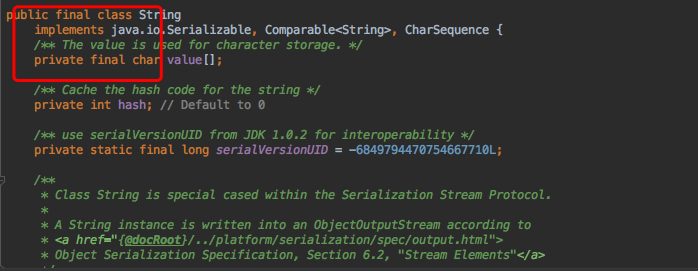 public final class String
implements java.io.Serializable, Comparable<String>, CharSequence {
/** The value is used for character storage. */
private final char value[];
/** Cache the hash code for the string */
private int hash; // Default to 0
/** use serialVersionUID from JDK 1.0.2 for interoperability */
private static final long serialVersionUID = -6849794470754667710L;
/**
* Class String is special cased within the Serialization Stream Protocol.
*
* A String instance is written into an ObjectOutputStream according to
* <a href="{@docRoot}/../platform/serialization/spec/output.html">
* Object Serialization Specification, Section 6.2, "Stream Elements"</a>